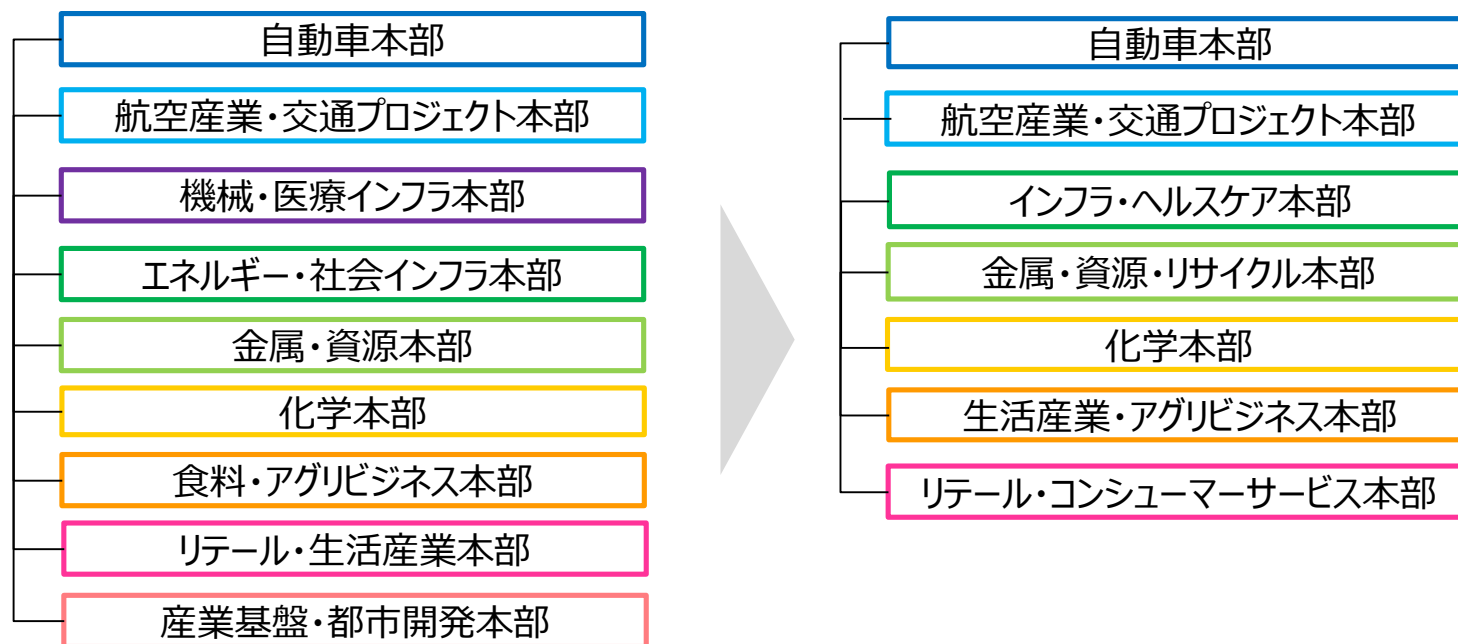 自動車本部
航空産業・交通プロジェクト本部
機械・医療インフラ本部
エネルギー・社会インフラ本部
金属・資源本部
化学本部
食料・アグリビジネス本部
リテール・生活産業本部
産業基盤・都市開発本部
自動車本部
航空産業・交通プロジェクト本部
インフラ・ヘルスケア本部
金属・資源・リサイクル本部
化学本部
生活産業・アグリビジネス本部
リテール・コンシューマーサービス本部